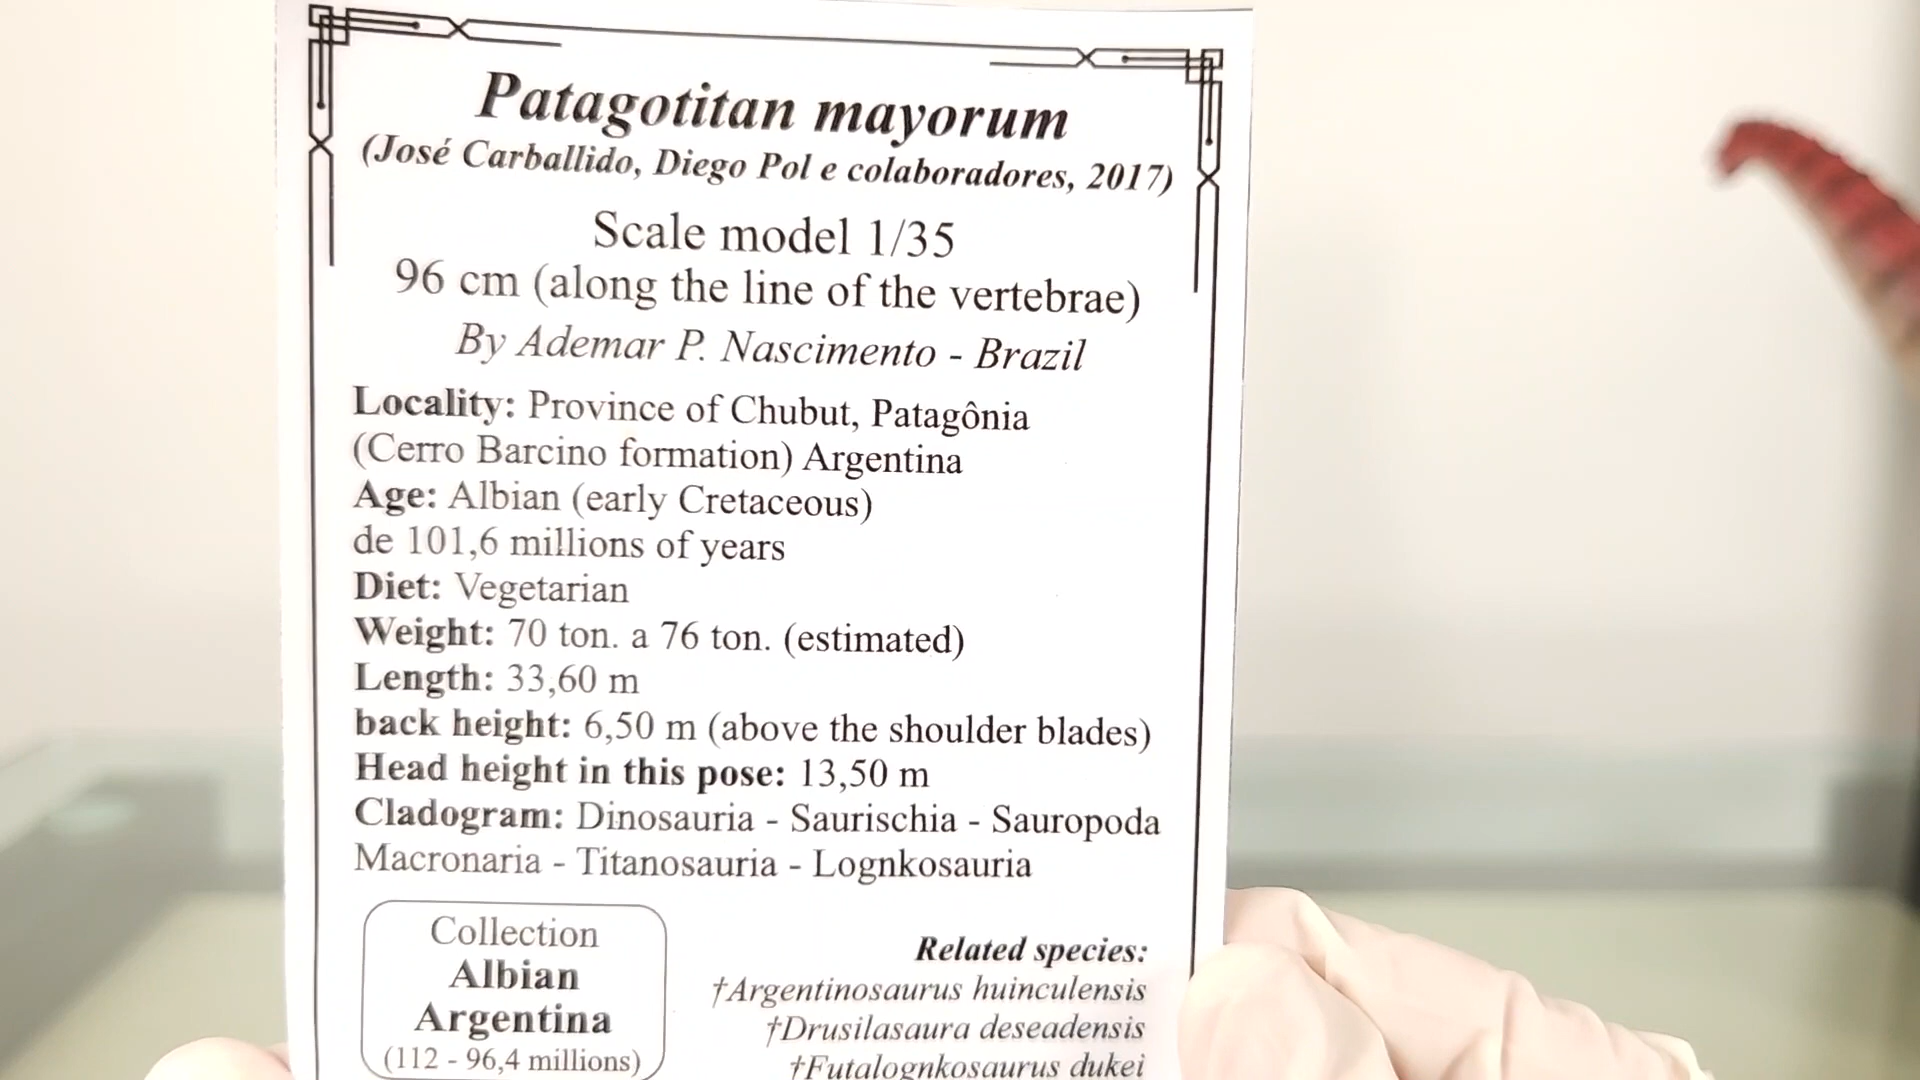 Patagotitan mayorum
(José Carballido, Diego Pol e colaboradores, 2017)
Scale model 1/35
96 cm (along the line of the vertebrae)
By Ademar P. Nascimento - Brazil
Locality: Province of Chubut, Patagônia
(Cerro Barcino formation) Argentina
Age: Albian (early Cretaceous)
de 101,6 millions of years
Diet: Vegetarian
Weight: 70 ton. a 76 ton. (estimated)
Length: 33,60 m
back height: 6,50 m (above the shoulder blades)
Head height in this pose: 13,50 m
Cladogram: Dinosauria - Saurischia - Sauropoda
Macronaria - Titanosauria - Lognkosauria
Collection
Albian
Argentina
(112 - 96,4 millions)
Related species:
†Argentinosaurus huinculensis
†Drusilasaura deseadensis
†Futalognkosaurus dukei